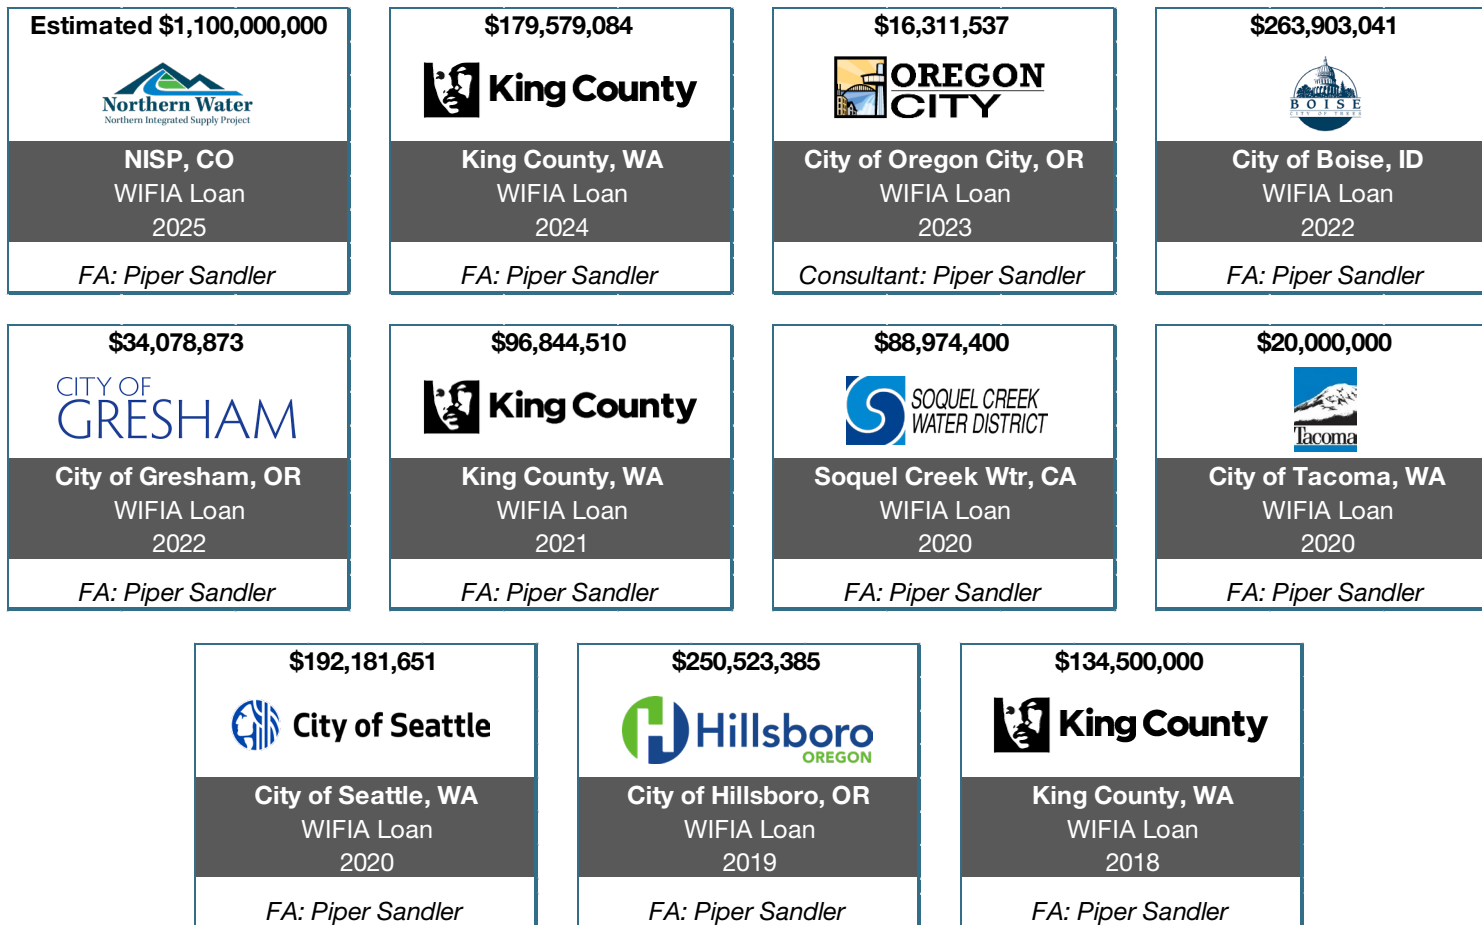 Estimated $1,100,000,000
Northern Water
Northern Integrated Supply Project
NISP, CO
WIFIA Loan
2025
FA: Piper Sandler
$179,579,084
King County
King County, WA
WIFIA Loan
2024
FA: Piper Sandler
$16,311,537
OREGON
CITY
City of Oregon City, OR
WIFIA Loan
2023
Consultant: Piper Sandler
$263,903,041
BOISE
CITY OF TREES
City of Boise, ID
WIFIA Loan
2022
FA: Piper Sandler
$34,078,873
CITY OF
GRESHAM
City of Gresham, OR
WIFIA Loan
2022
FA: Piper Sandler
$96,844,510
King County
King County, WA
WIFIA Loan
2021
FA: Piper Sandler
$88,974,400
SOQUEL CREEK
WATER DISTRICT
Soquel Creek Wtr, CA
WIFIA Loan
2020
FA: Piper Sandler
$20,000,000
Tacoma
City of Tacoma, WA
WIFIA Loan
2020
FA: Piper Sandler
$192,181,651
City of Seattle
City of Seattle, WA
WIFIA Loan
2020
FA: Piper Sandler
$250,523,385
Hillsboro
OREGON
City of Hillsboro, OR
WIFIA Loan
2019
FA: Piper Sandler
$134,500,000
King County
King County, WA
WIFIA Loan
2018
FA: Piper Sandler